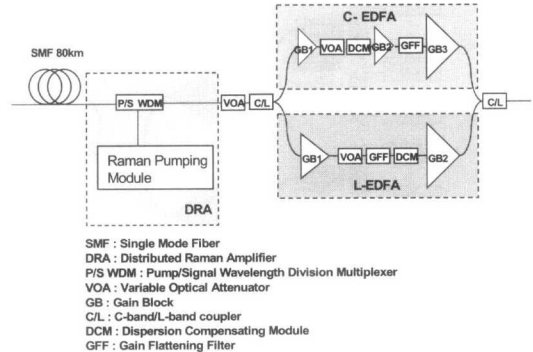 C- EDFA
SMF 80km
GB1 VOA DCM GB2 GFF GB3
P/S WDM VOA C/L C/L
Raman Pumping
Module
GB1 VOA GFF DCM GB2
L-EDFA
DRA
SMF : Single Mode Fiber
DRA : Distributed Raman Amplifier
P/S WDM : Pump/Signal Wavelength Division Multiplexer
VOA : Variable Optical Attenuator
GB : Gain Block
C/L : C-band/L-band coupler
DCM : Dispersion Compensating Module
GFF : Gain Flattening Filter